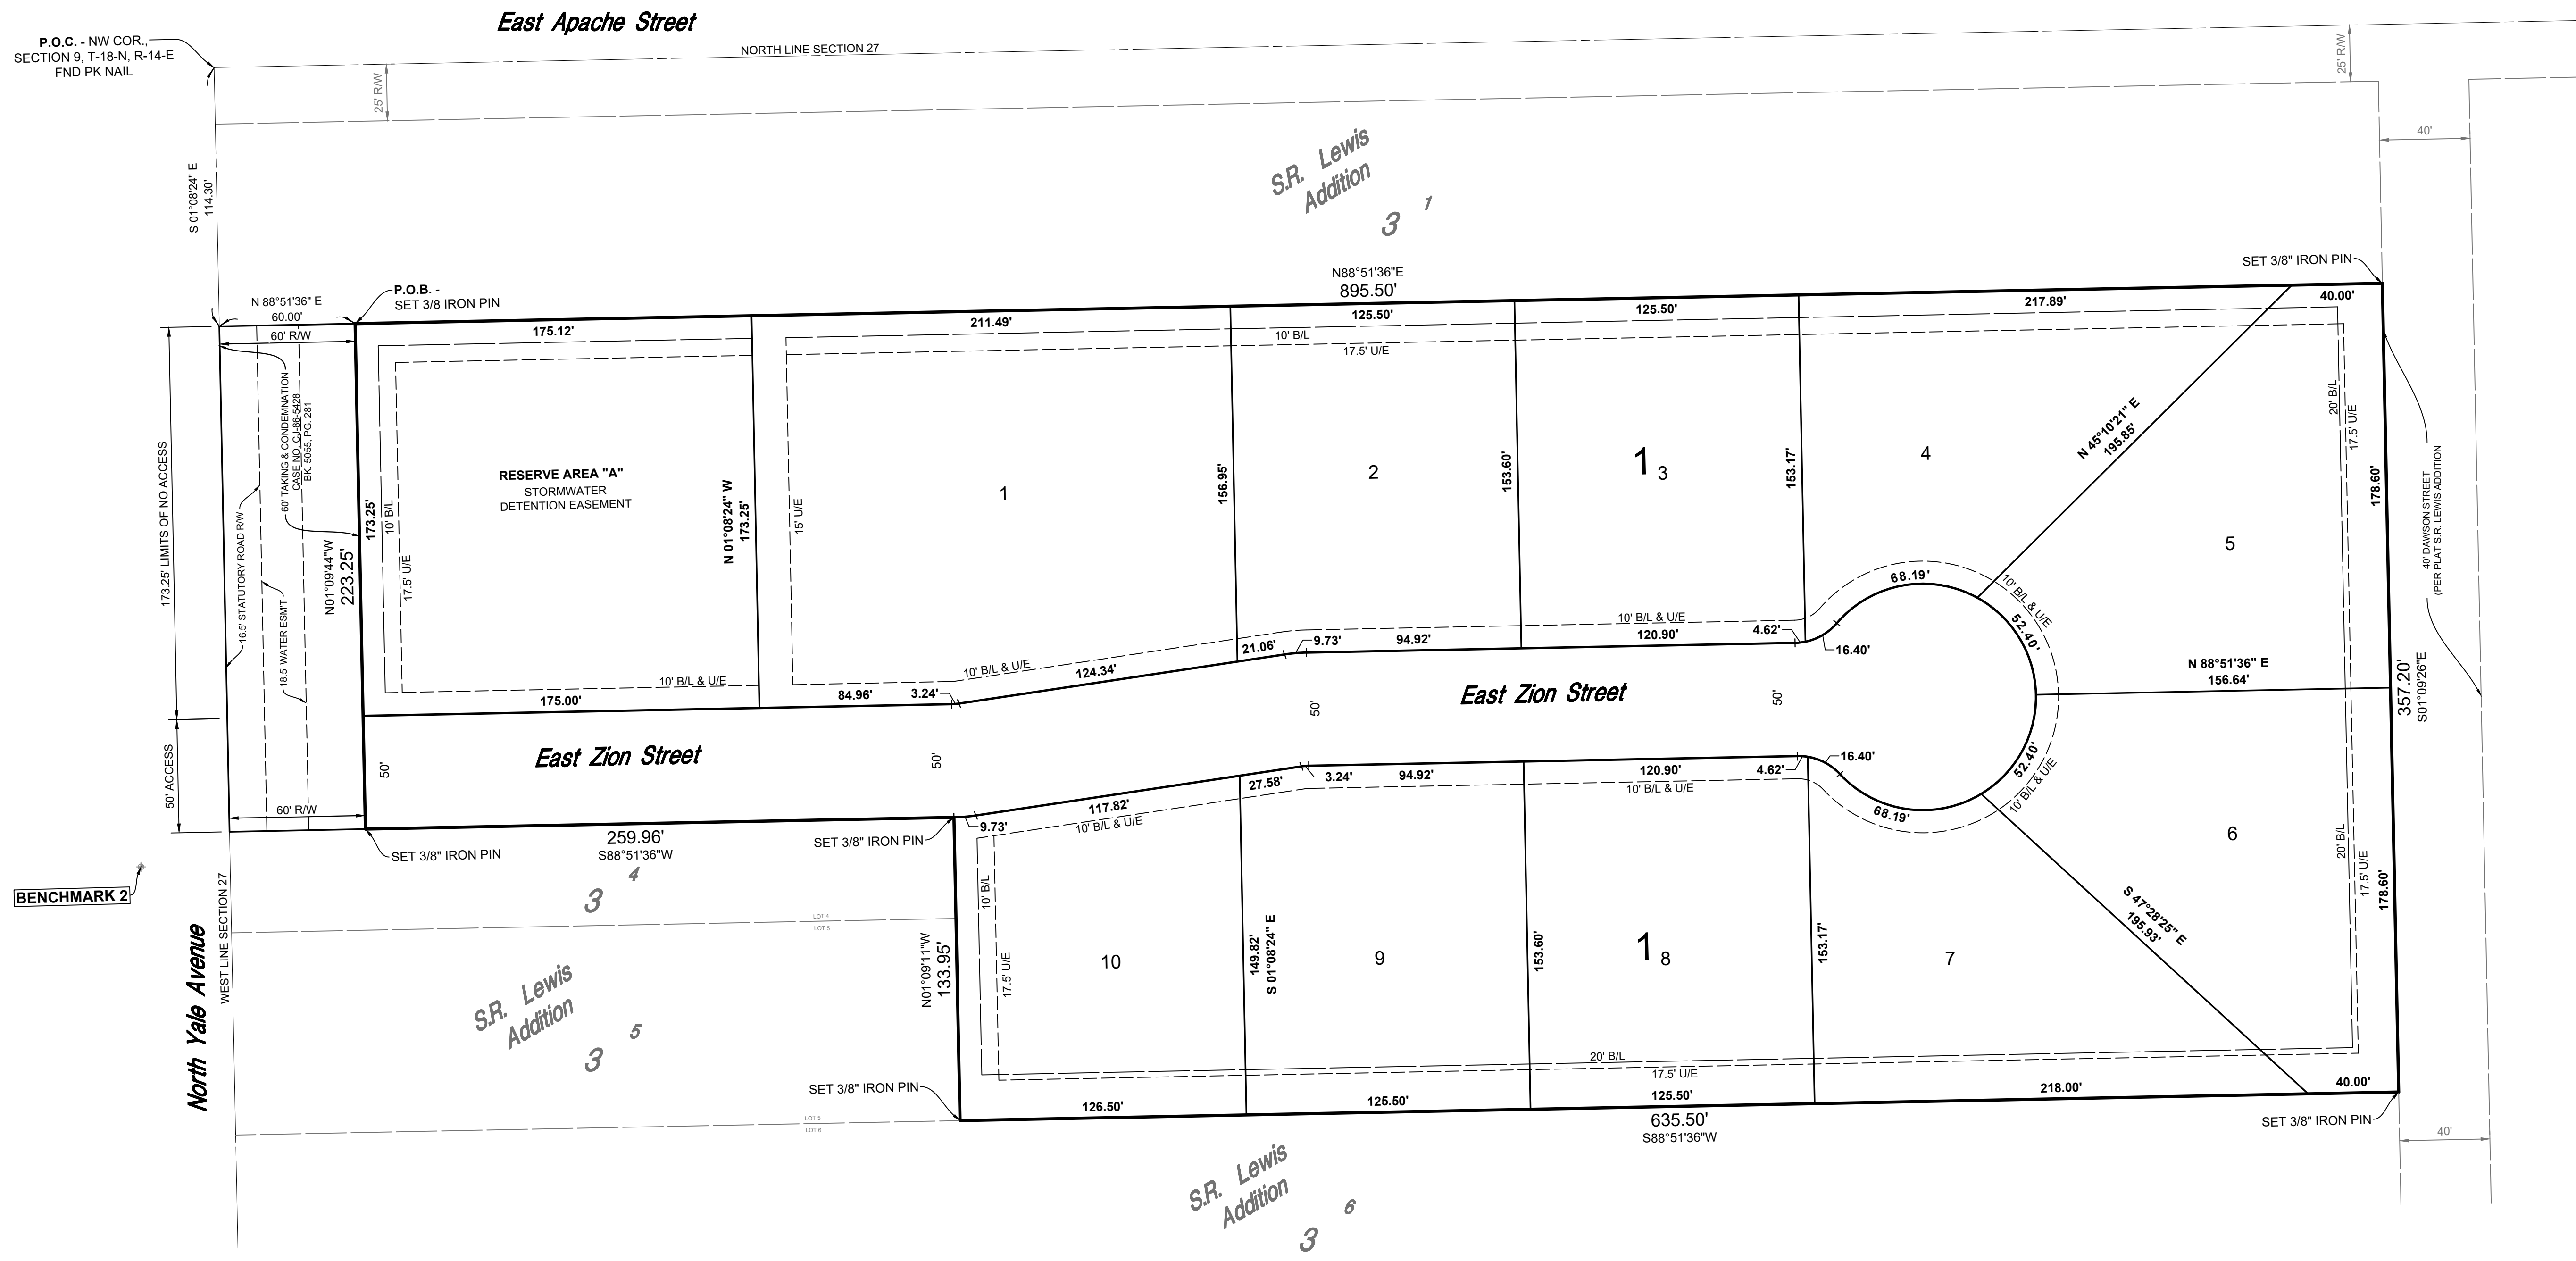 East Apache Street
P.O.C. - NW COR.,
SECTION 9, T-18-N, R-14-E
FND PK NAIL
NORTH LINE SECTION 27
25' R/W
25' R/W
40'
S 01°08'24" E
114.30'
S.R. Lewis
Addition
3 1
N 88°51'36" E
60.00'
60' R/W
P.O.B. -
SET 3/8 IRON PIN
N88°51'36"E
895.50'
SET 3/8" IRON PIN
175.12'
211.49'
125.50'
125.50'
217.89'
40.00'
10' B/L
17.5' U/E
173.25' LIMITS OF NO ACCESS
50' ACCESS
16.5' STATUTORY ROAD R/W
18.5' WATER ESM'T
60' TAKING & CONDEMNATION
CASE NO. CJ-86-5428
BK. 5055, PG. 281
N01°09'44"W
223.25'
173.25'
10' B/L
17.5' U/E
RESERVE AREA "A"
STORMWATER
DETENTION EASEMENT
N 01°08'24" W
173.25'
15' U/E
1
156.95'
2
153.60'
1 3
153.17'
4
N 45°10'21" E
195.85'
5
20' B/L
17.5' U/E
178.60'
40' DAWSON STREET
(PER PLAT S.R. LEWIS ADDITION
10' B/L & U/E
175.00'
84.96'
3.24'
10' B/L & U/E
124.34'
21.06'
9.73'
94.92'
10' B/L & U/E
120.90'
4.62'
16.40'
68.19'
10' B/L & U/E
52.40'
N 88°51'36" E
156.64'
357.20'
S01°09'26"E
East Zion Street
50'
50'
East Zion Street
50'
50'
60' R/W
SET 3/8" IRON PIN
259.96'
S88°51'36"W
SET 3/8" IRON PIN
9.73'
117.82'
10' B/L & U/E
27.58'
3.24'
94.92'
120.90'
10' B/L & U/E
4.62'
16.40'
68.19'
52.40'
10' B/L & U/E
BENCHMARK 2
North Yale Avenue
WEST LINE SECTION 27
3 4
LOT 4
LOT 5
S.R. Lewis
Addition
3 5
N01°09'11"W
133.95'
10' B/L
17.5' U/E
10
149.82'
S 01°08'24" E
9
153.60'
1 8
153.17'
7
S 47°28'25" E
195.93'
6
20' B/L
17.5' U/E
178.60'
20' B/L
17.5' U/E
SET 3/8" IRON PIN
LOT 5
LOT 6
126.50'
125.50'
125.50'
218.00'
40.00'
635.50'
S88°51'36"W
SET 3/8" IRON PIN
40'
S.R. Lewis
Addition
3 6